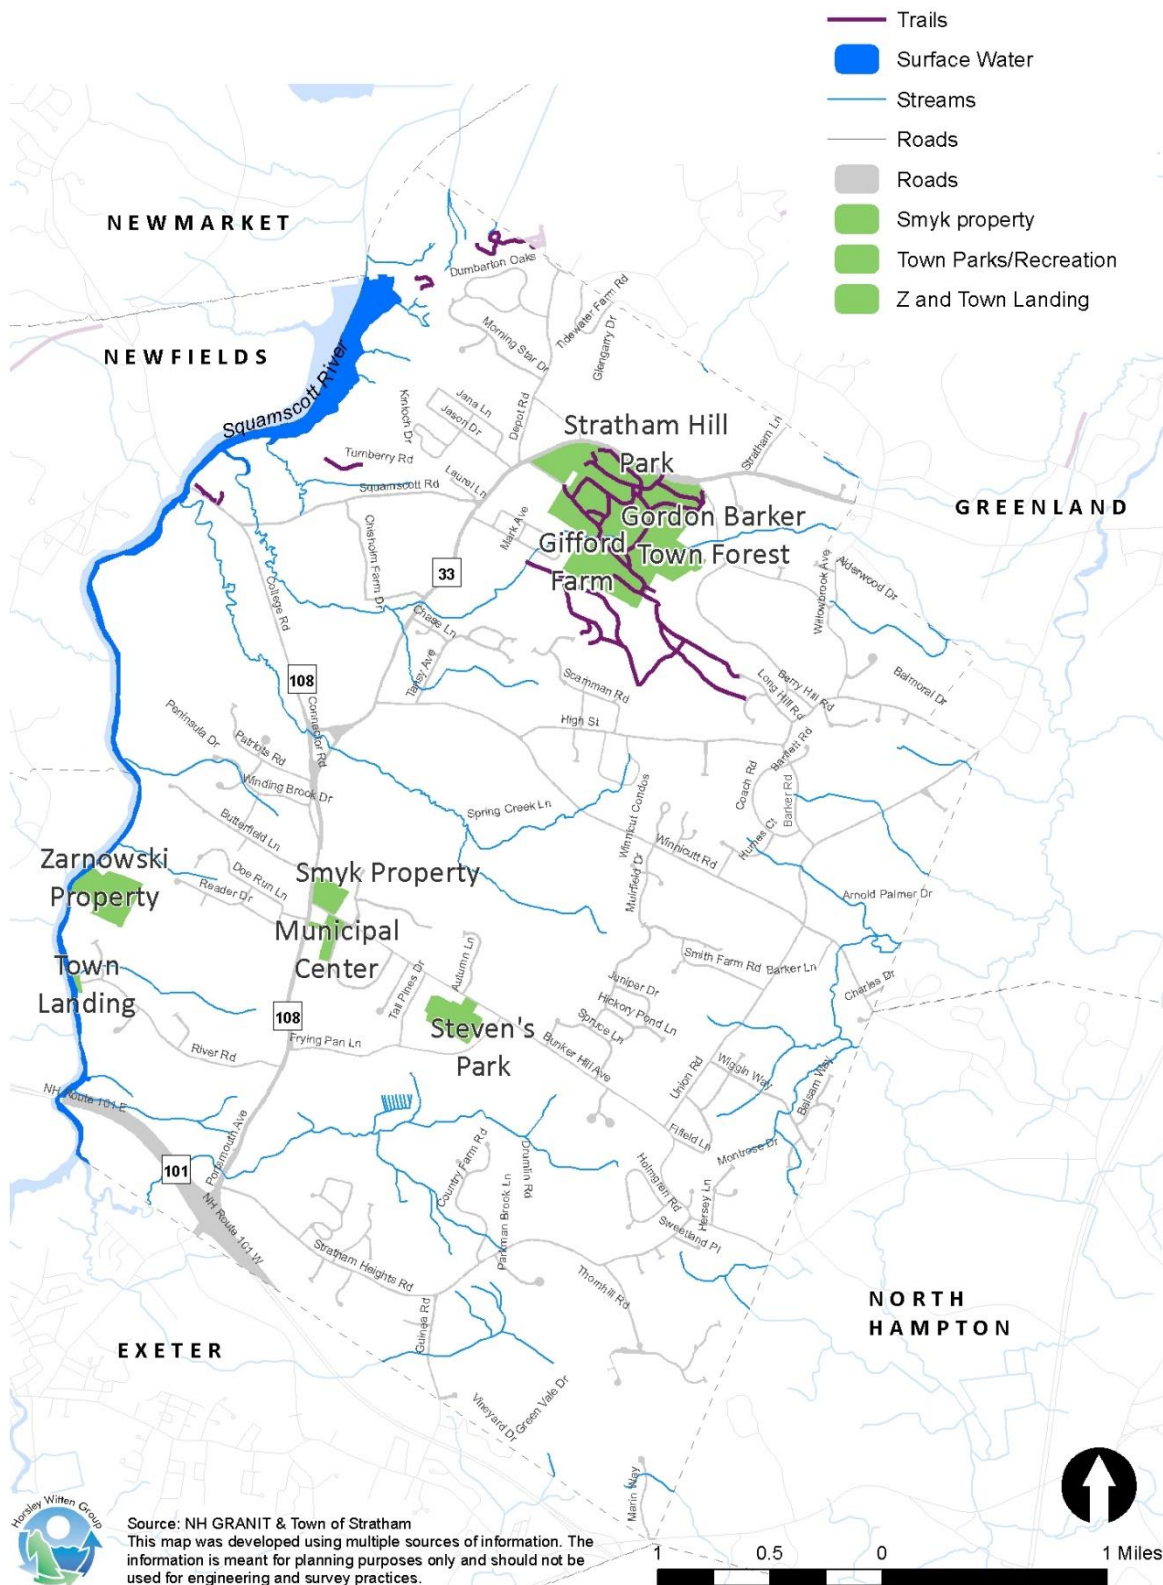 Trails
Surface Water
Streams
Roads
Roads
Smyk property
Town Parks/Recreation
Z and Town Landing
NEWMARKET
NEWFIELDS
Squamscott River
Dumbarton Oaks
Tidewater Farm Rd
Morning Star Dr
Glengarry Dr
Kinloch Dr
Jana Ln
Jason Dr
Depot Rd
Stratham Hill
Park
Stratham Ln
Turnberry Rd
Laurel Ln
Squamscott Rd
GREENLAND
Gordon Barker
Town Forest
Mark Ave
Gifford
Farm
Chisholm Farm Dr
33
Alderwood Dr
Willowbrook Ave
College Rd
Chase Ln
Tansy Ave
Scamman Rd
Berry Hill Rd
Long Hill Rd
Balmoral Dr
108
Connector Rd
High St
Peninsula Dr
Patriots Rd
Bartlett Rd
Winding Brook Dr
Coach Rd
Barker Rd
Spring Creek Ln
Winnicut Condos
Butterfield Ln
Winnicutt Rd
Humes Ct
Zarnowski
Property
Doe Run Ln
Reader Dr
Smyk Property
Muirfield Dr
Arnold Palmer Dr
Municipal
Center
Autumn Ln
Smith Farm Rd
Barker Ln
Town
Landing
Tall Pines Dr
Juniper Dr
Charles Dr
Hickory Pond Ln
Spruce Ln
108
Steven's
Park
Frying Pan Ln
River Rd
Bunker Hill Ave
Union Rd
Wiggin Way
Balsam Way
NH Route 101 E
Portsmouth Ave
Fifield Ln
Montrose Dr
101
Country Farm Rd
Drumlin Rd
Holmgren Rd
Hersey Ln
Parkman Brook Ln
Sweetland Pl
NH Route 101 W
Stratham Heights Rd
Thornhill Rd
NORTH
HAMPTON
Guinea Rd
EXETER
Vineyard Dr
Green Vale Dr
Marin Way
Horsley Witten Group
Source: NH GRANIT & Town of Stratham
This map was developed using multiple sources of information. The
information is meant for planning purposes only and should not be
used for engineering and survey practices.
1 0.5 0 1 Miles